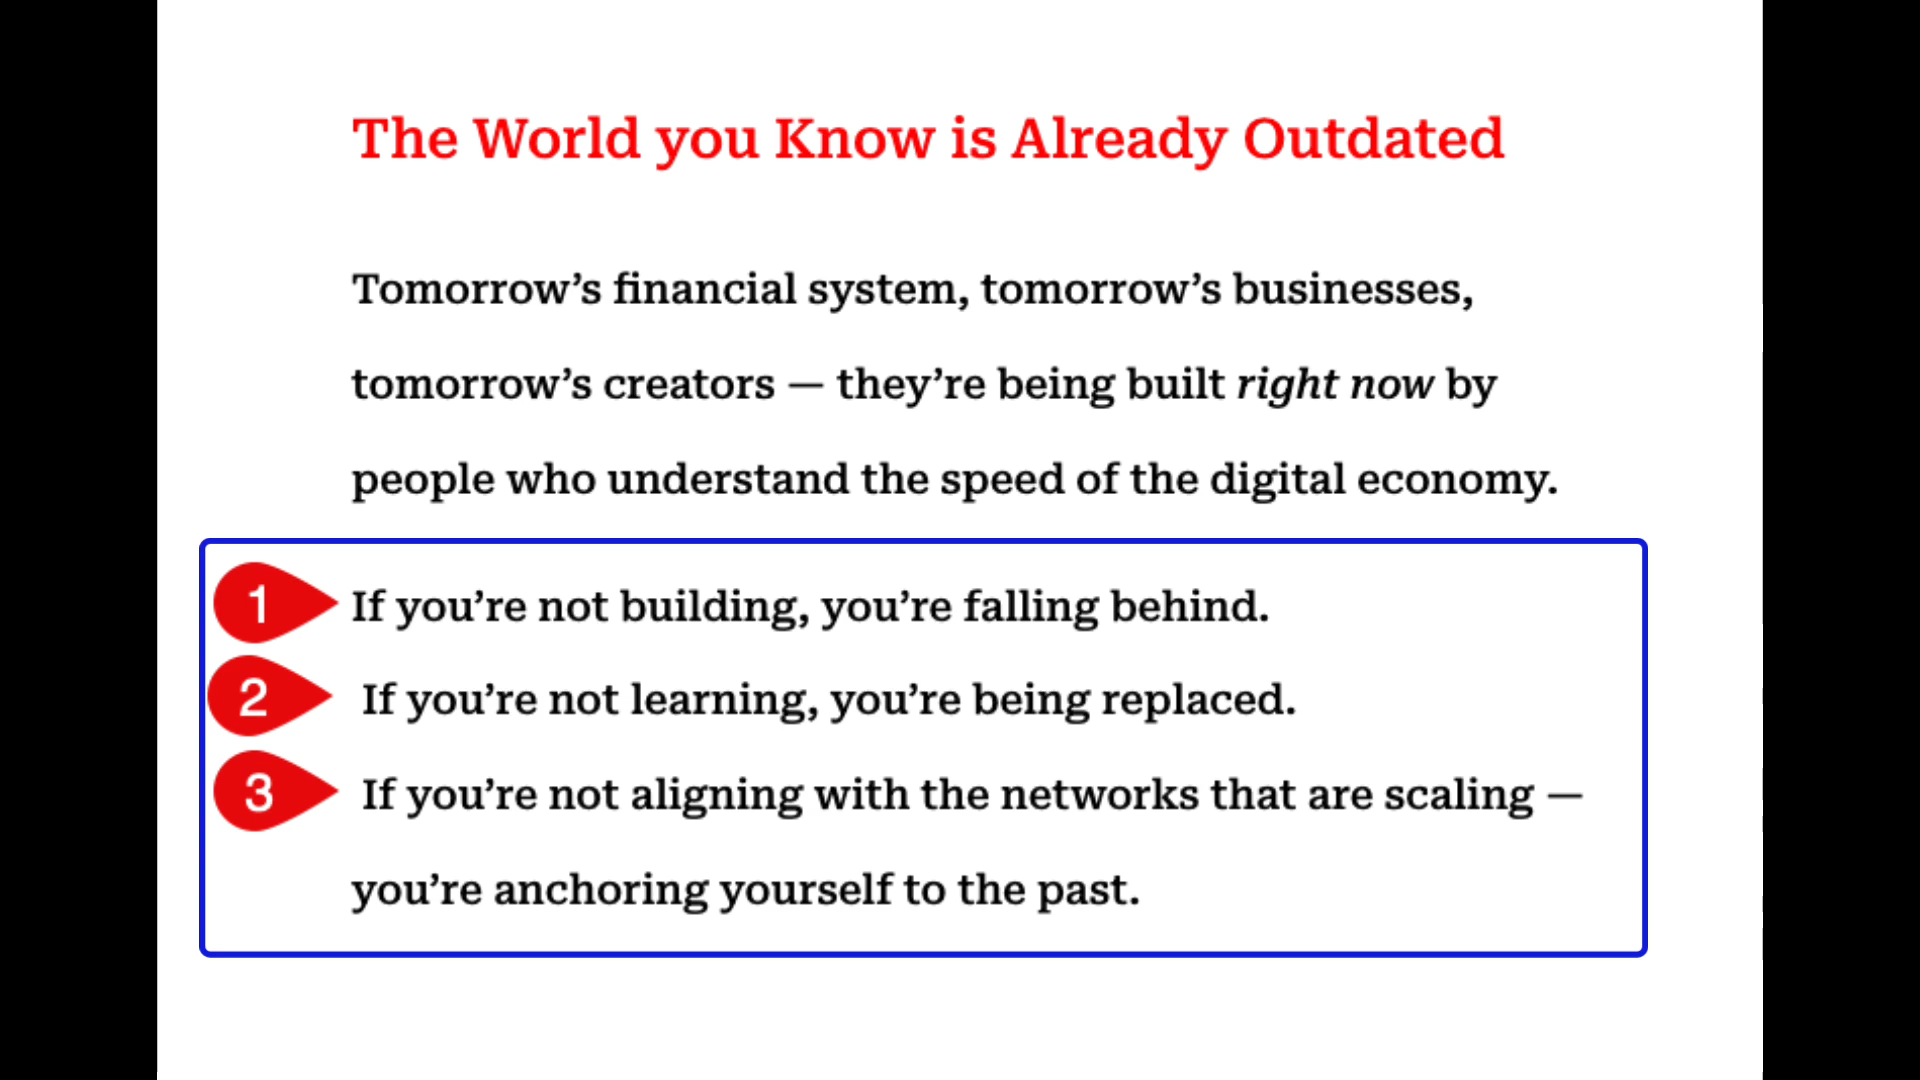 The World you Know is Already Outdated
Tomorrow’s financial system, tomorrow’s businesses,
tomorrow’s creators — they’re being built right now by
people who understand the speed of the digital economy.
1 If you’re not building, you’re falling behind.
2 If you’re not learning, you’re being replaced.
3 If you’re not aligning with the networks that are scaling —
you’re anchoring yourself to the past.